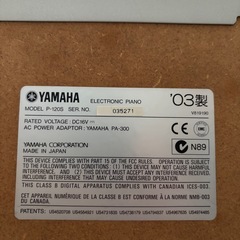 YAMAHA ELECTRONIC PIANO '03製
MODEL P-120S SER. NO. 035271
V819190
RATED VOLTAGE: DC16V
AC POWER ADAPTOR: YAMAHA PA-300
YAMAHA CORPORATION
MADE IN JAPAN
N89
THIS DEVICE COMPLIES WITH PART 15 OF THE FCC RULES. OPERATION
IS SUBJECT TO THE FOLLOWING TWO CONDITIONS: (1) THIS DEVICE MAY
NOT CAUSE HARMFUL INTERFERENCE, AND (2) THIS DEVICE MUST
ACCEPT ANY INTERFERENCE RECEIVED, INCLUDING INTERFERENCE
THAT MAY CAUSE UNDESIRED OPERATION.
THIS CLASS B DIGITAL APPARATUS COMPLIES WITH CANADIAN ICES-003.
CET APPAREIL NUMERIQUE DE LA CLASSE B EST CONFORME A LA NORME NMB-003
DU CANADA.
PATENTS: